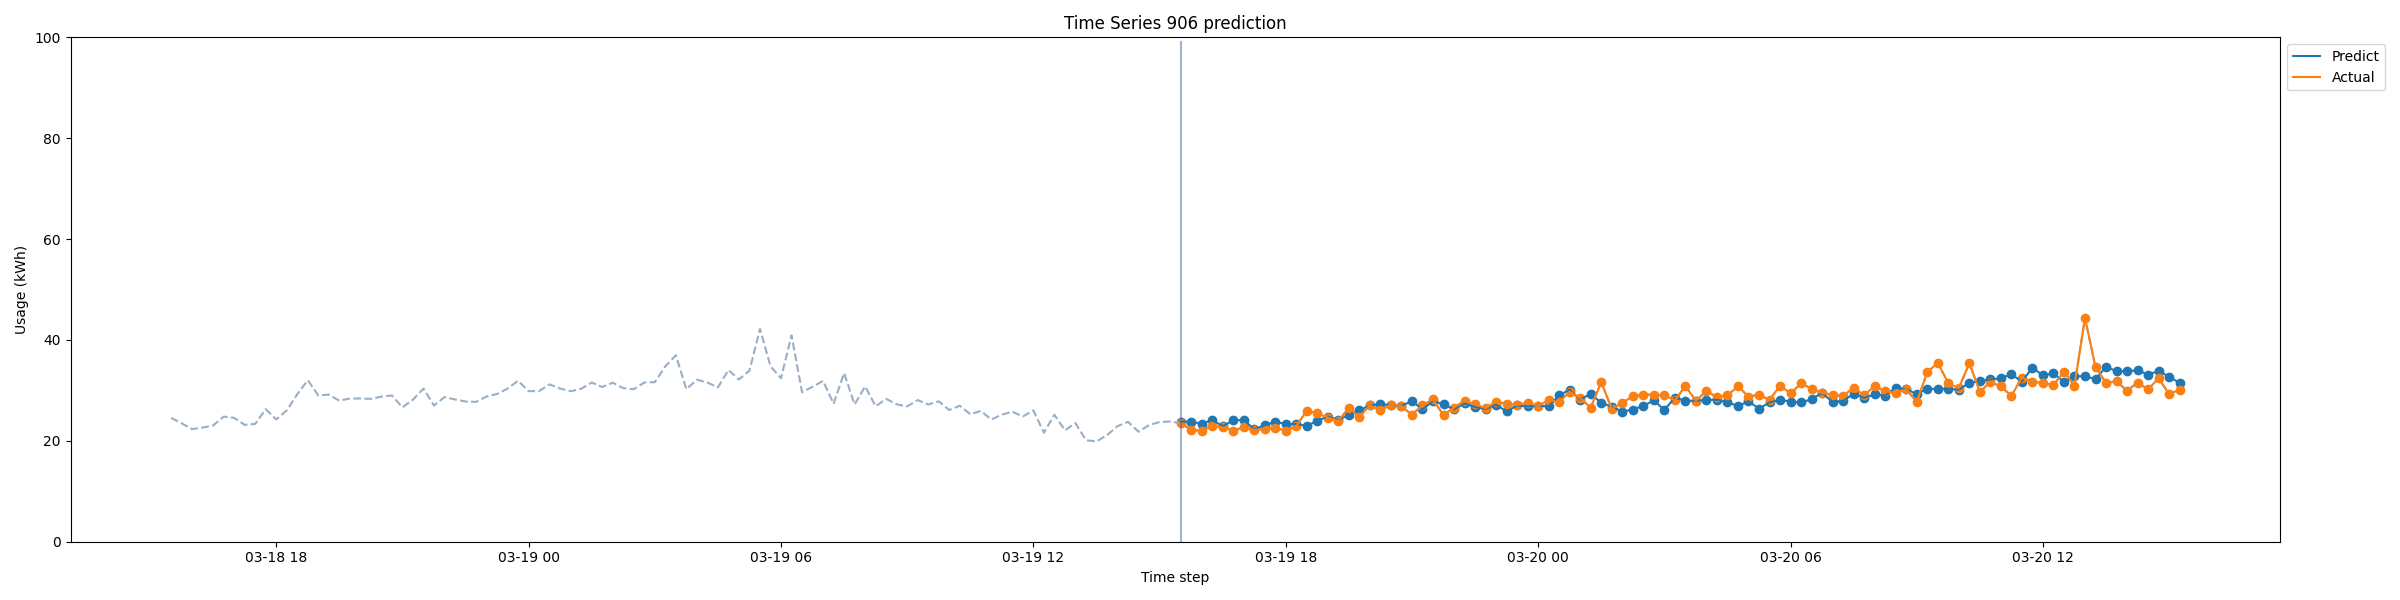 Time Series 906 prediction
100
80
60
40
20
0
Usage (kWh)
03-18 18
03-19 00
03-19 06
03-19 12
03-19 18
03-20 00
03-20 06
03-20 12
Time step
Predict
Actual